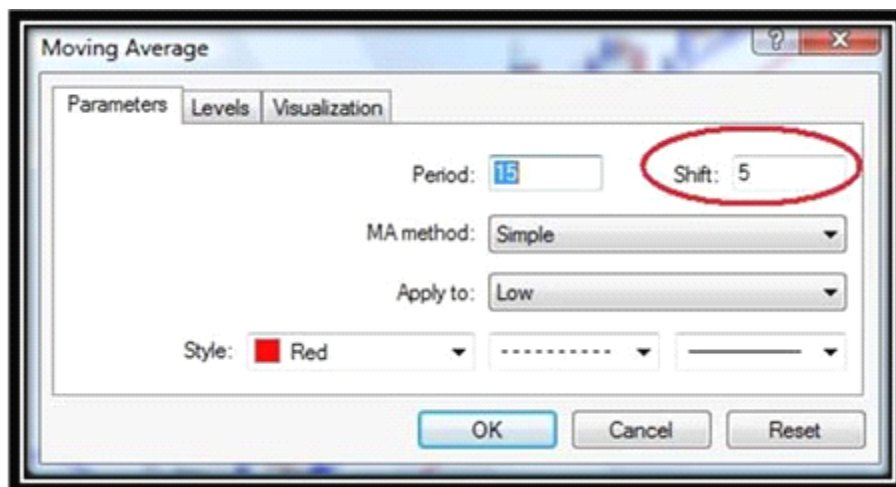 Moving Average
Parameters Levels Visualization
Period: 15 Shift: 5
MA method: Simple
Apply to: Low
Style: Red
OK Cancel Reset